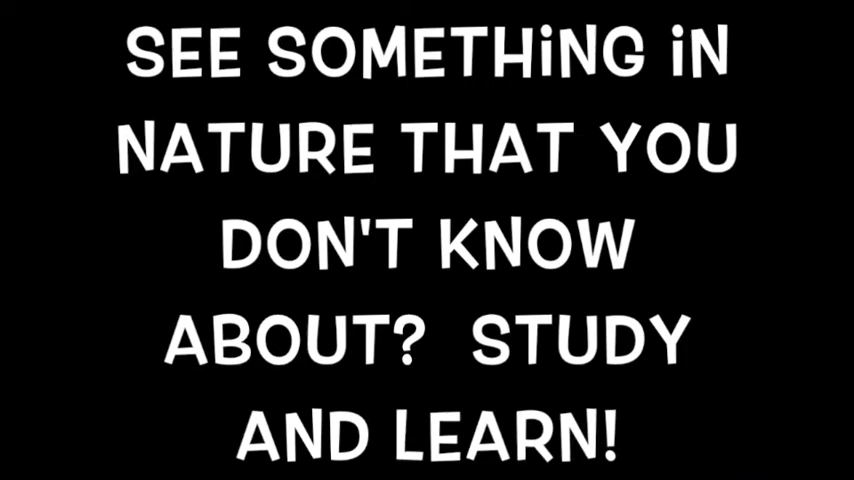 SEE SOMETHiNG iN
NATURE THAT YOU
DON'T KNOW
ABOUT? STUDY
AND LEARN!